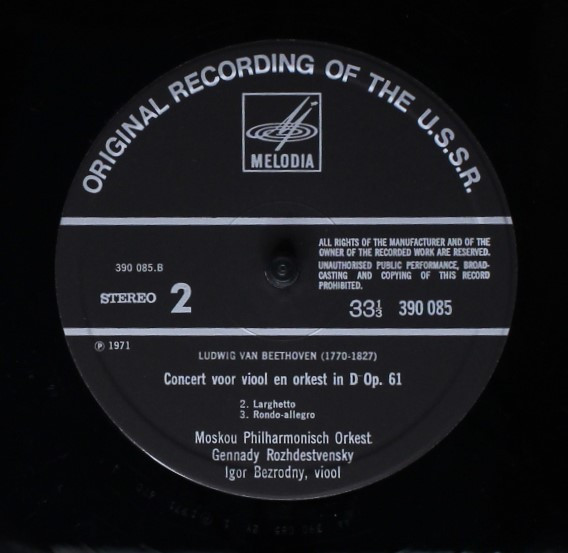 ORIGINAL RECORDING OF THE U.S.S.R.
MELODIA
ALL RIGHTS OF THE MANUFACTURER AND OF THE
OWNER OF THE RECORDED WORK ARE RESERVED.
UNAUTHORISED PUBLIC PERFORMANCE, BROAD-
CASTING AND COPYING OF THIS RECORD
PROHIBITED.
390 085.B
STEREO 2
33⅓ 390 085
Ⓟ 1971
LUDWIG VAN BEETHOVEN (1770-1827)
Concert voor viool en orkest in D Op. 61
2. Larghetto
3. Rondo-allegro
Moskou Philharmonisch Orkest
Gennady Rozhdestvensky
Igor Bezrodny, viool